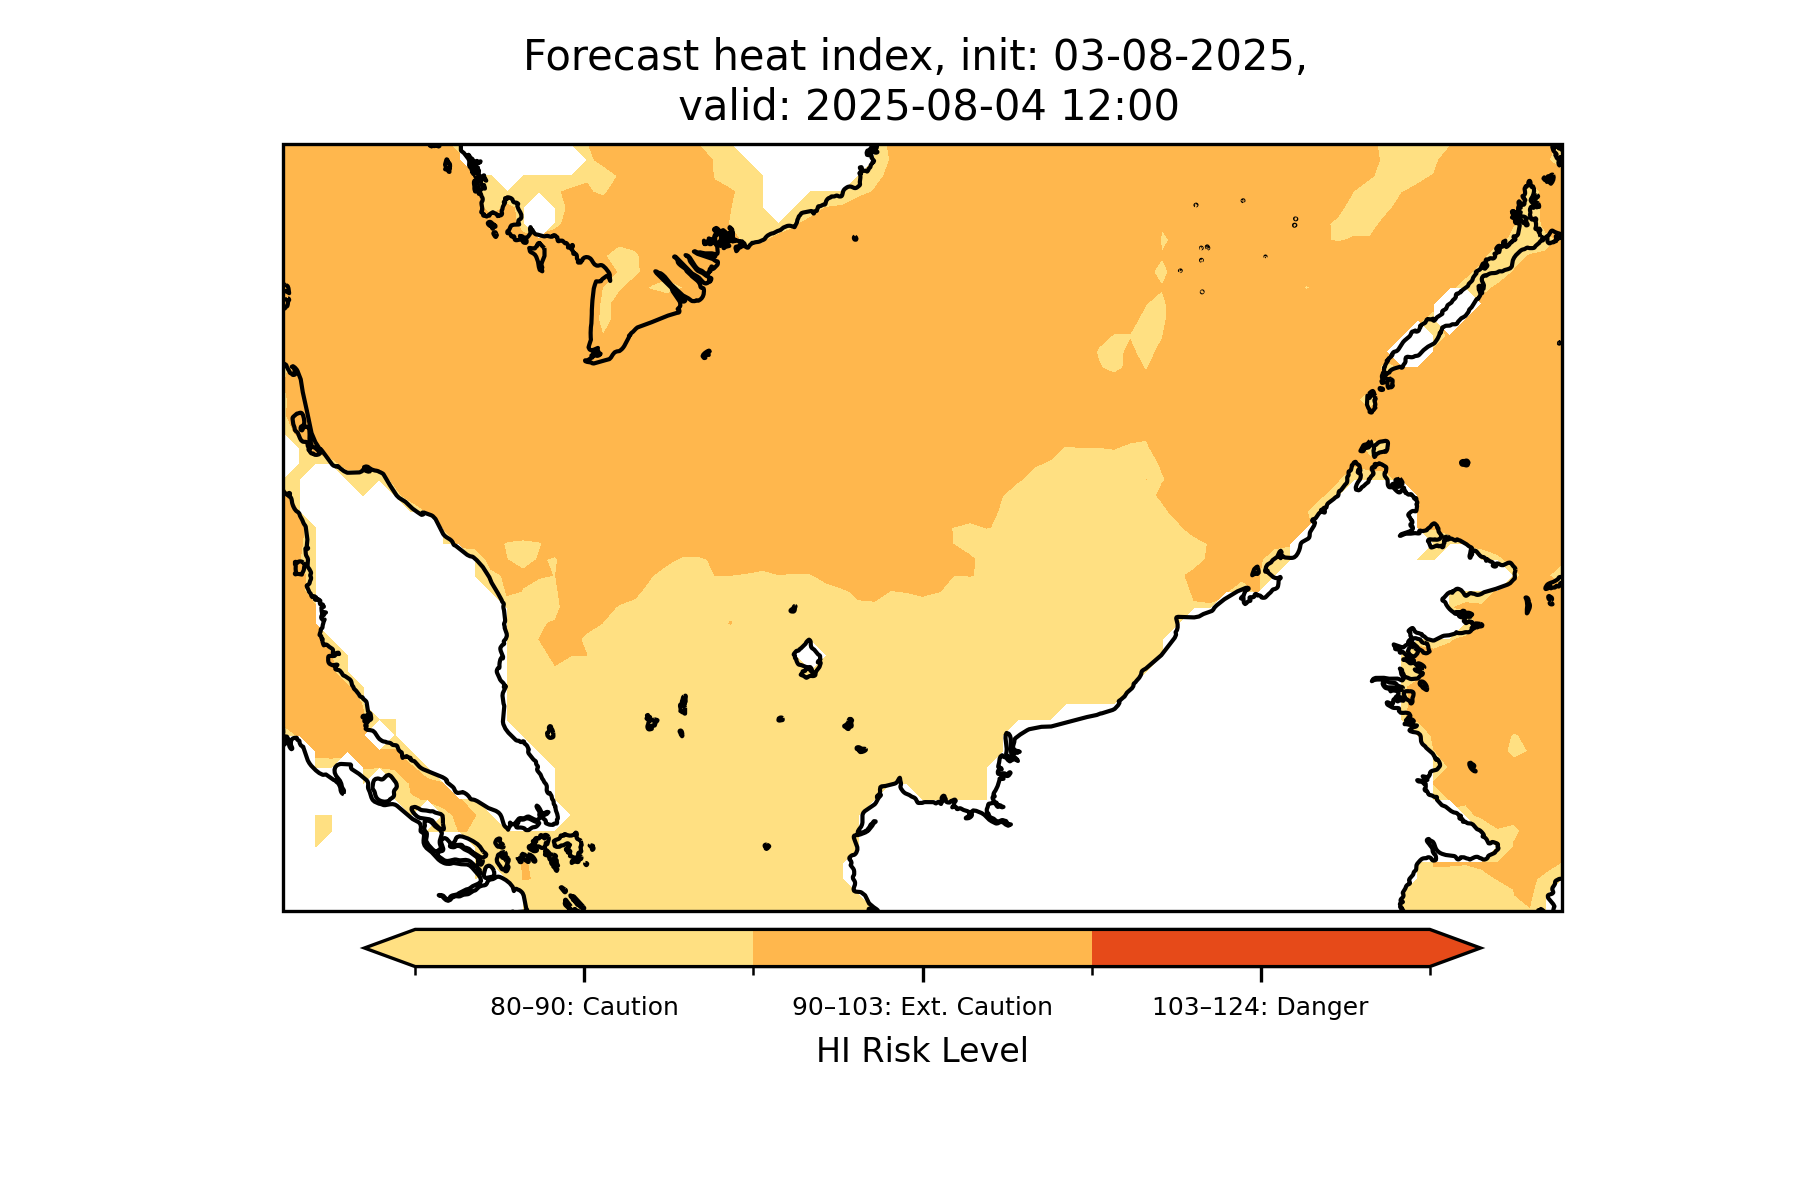 Forecast heat index, init: 03-08-2025,
valid: 2025-08-04 12:00
80–90: Caution
90–103: Ext. Caution
103–124: Danger
HI Risk Level